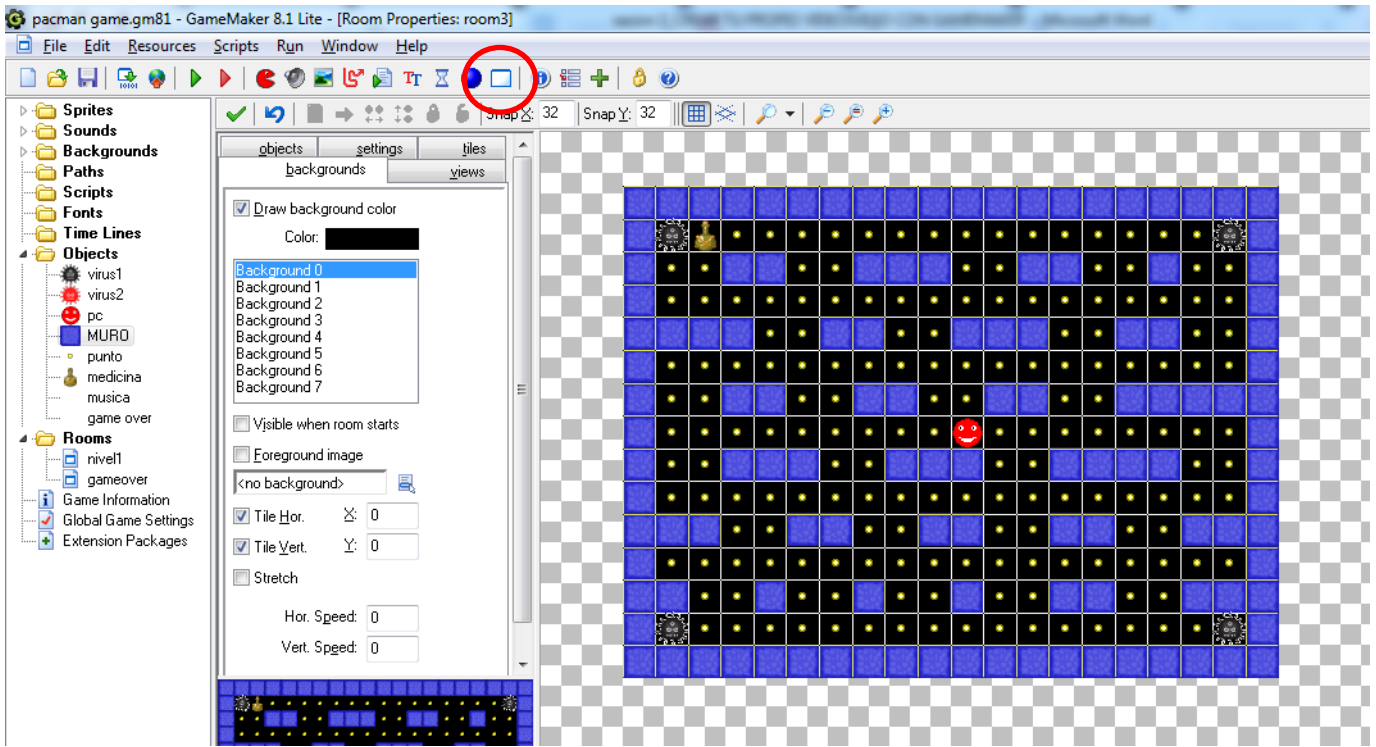 pacman game.gm81 - GameMaker 8.1 Lite - [Room Properties: room3]
File Edit Resources Scripts Run Window Help
Sprites
Sounds
Backgrounds
Paths
Scripts
Fonts
Time Lines
Objects
virus1
virus2
pc
MURO
punto
medicina
musica
game over
Rooms
nivel1
gameover
Game Information
Global Game Settings
Extension Packages
Snap X: 32 Snap Y: 32
objects settings tiles
backgrounds views
Draw background color
Color:
Background 0
Background 1
Background 2
Background 3
Background 4
Background 5
Background 6
Background 7
Visible when room starts
Foreground image
<no background>
Tile Hor. X: 0
Tile Vert. Y: 0
Stretch
Hor. Speed: 0
Vert. Speed: 0